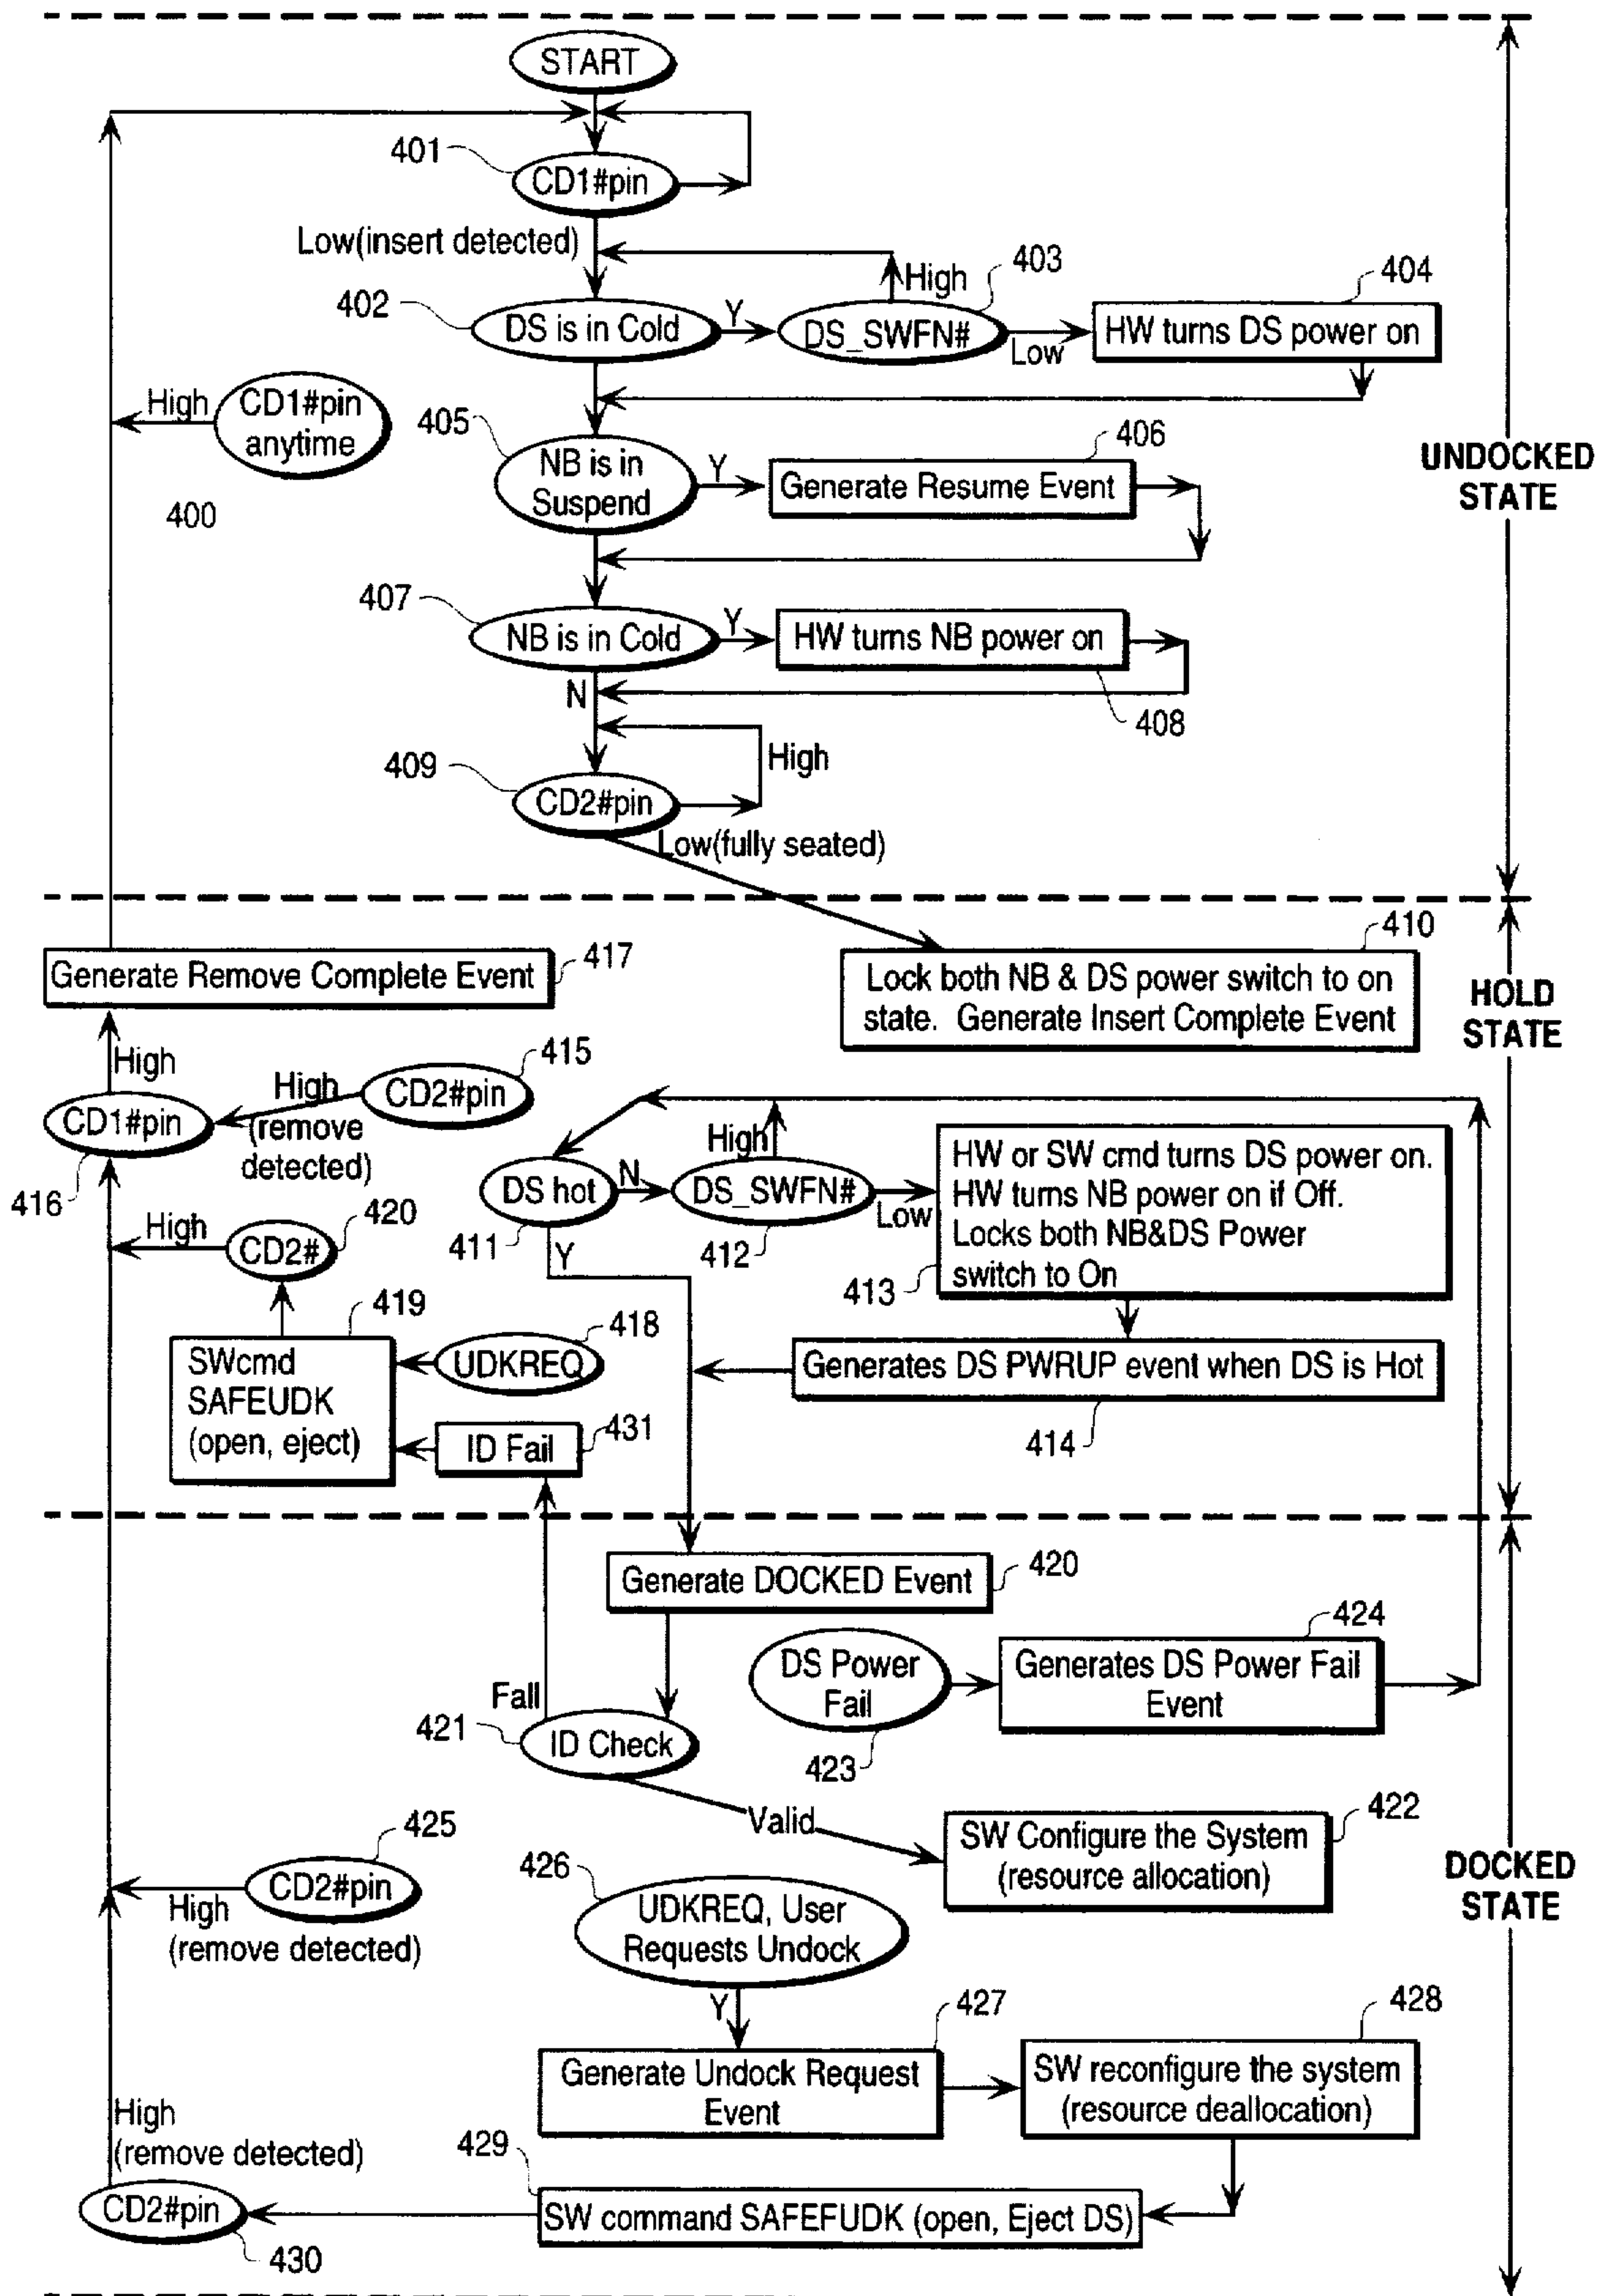 START
401
CD1#pin
Low(insert detected)
High
403
404
402
DS is in Cold
Y
DS_SWFN#
Low
HW turns DS power on
High
CD1#pin
anytime
405
406
NB is in
Suspend
Y
Generate Resume Event
UNDOCKED
STATE
400
407
NB is in Cold
Y
HW turns NB power on
N
408
409
High
CD2#pin
Low(fully seated)
410
Generate Remove Complete Event
417
Lock both NB & DS power switch to on
state. Generate Insert Complete Event
HOLD
STATE
High
415
CD2#pin
High
(remove
detected)
CD1#pin
416
High
DS hot
N
DS_SWFN#
Low
411
412
Y
HW or SW cmd turns DS power on.
HW turns NB power on if Off.
Locks both NB&DS Power
switch to On
413
High
420
CD2#
419
418
SWcmd
SAFEUDK
(open, eject)
UDKREQ
Generates DS PWRUP event when DS is Hot
414
431
ID Fail
Generate DOCKED Event
420
424
DS Power
Fail
Generates DS Power Fail
Event
423
Fall
421
ID Check
Valid
422
SW Configure the System
(resource allocation)
DOCKED
STATE
425
CD2#pin
High
(remove detected)
426
UDKREQ, User
Requests Undock
Y
427
428
Generate Undock Request
Event
SW reconfigure the system
(resource deallocation)
High
(remove detected)
429
CD2#pin
SW command SAFEFUDK (open, Eject DS)
430